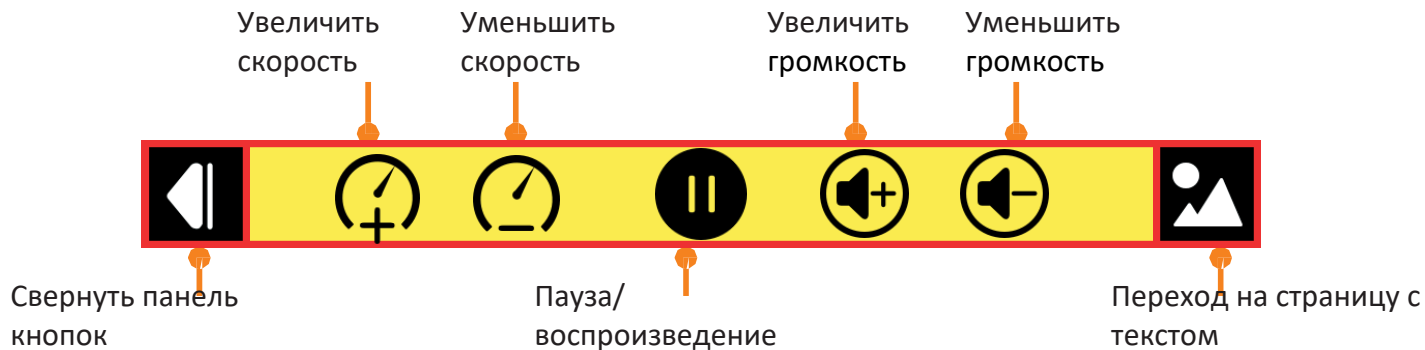 Увеличить
скорость
Уменьшить
скорость
Увеличить
громкость
Уменьшить
громкость
Свернуть панель
кнопок
Пауза/
воспроизведение
Переход на страницу с
текстом